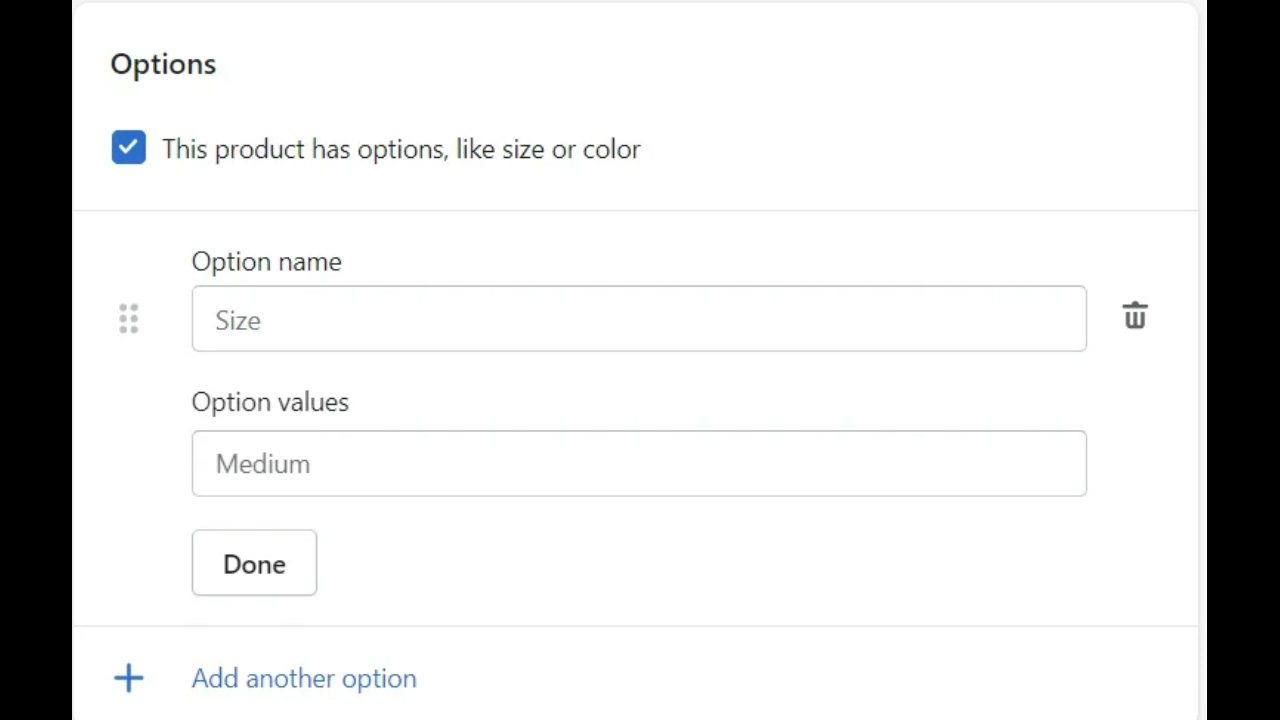 Options
This product has options, like size or color
Option name
Size
Option values
Medium
Done
Add another option